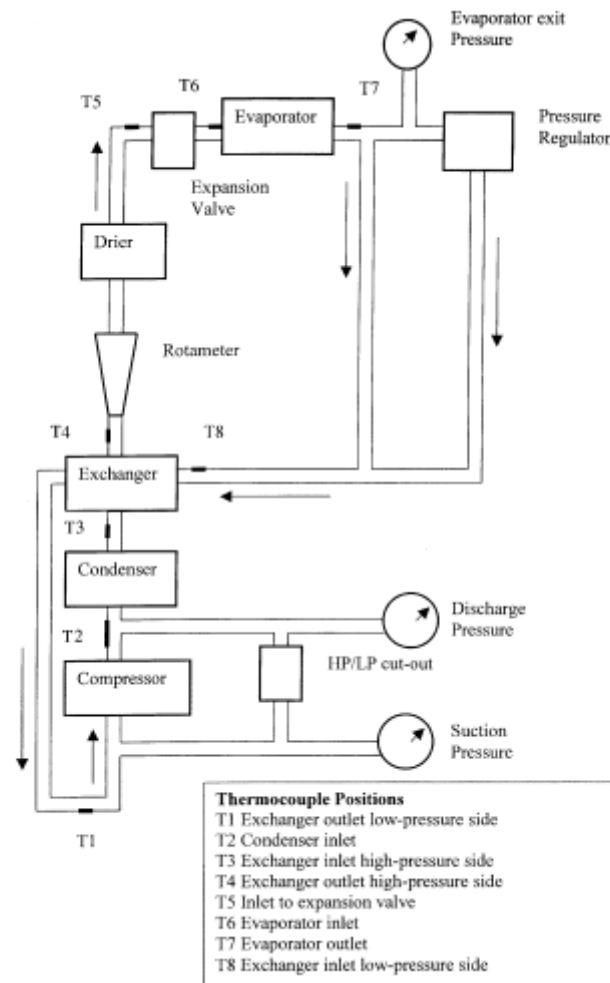 Evaporator exit
Pressure
T6
T7
T5
Evaporator
Pressure
Regulator
Expansion
Valve
Drier
Rotameter
T4
T8
Exchanger
T3
Condenser
Discharge
Pressure
T2
HP/LP cut-out
Compressor
Suction
Pressure
T1
Thermocouple Positions
T1 Exchanger outlet low-pressure side
T2 Condenser inlet
T3 Exchanger inlet high-pressure side
T4 Exchanger outlet high-pressure side
T5 Inlet to expansion valve
T6 Evaporator inlet
T7 Evaporator outlet
T8 Exchanger inlet low-pressure side